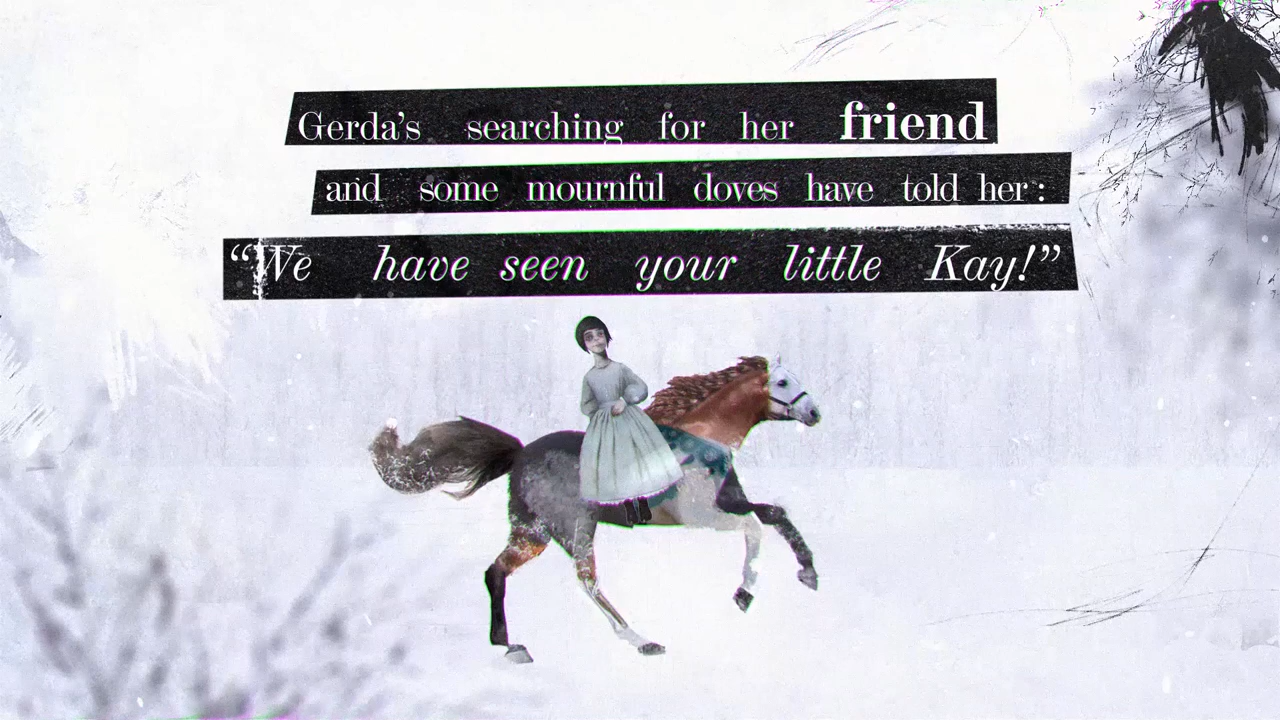 Gerda's searching for her friend
and some mournful doves have told her:
“We have seen your little Kay!”